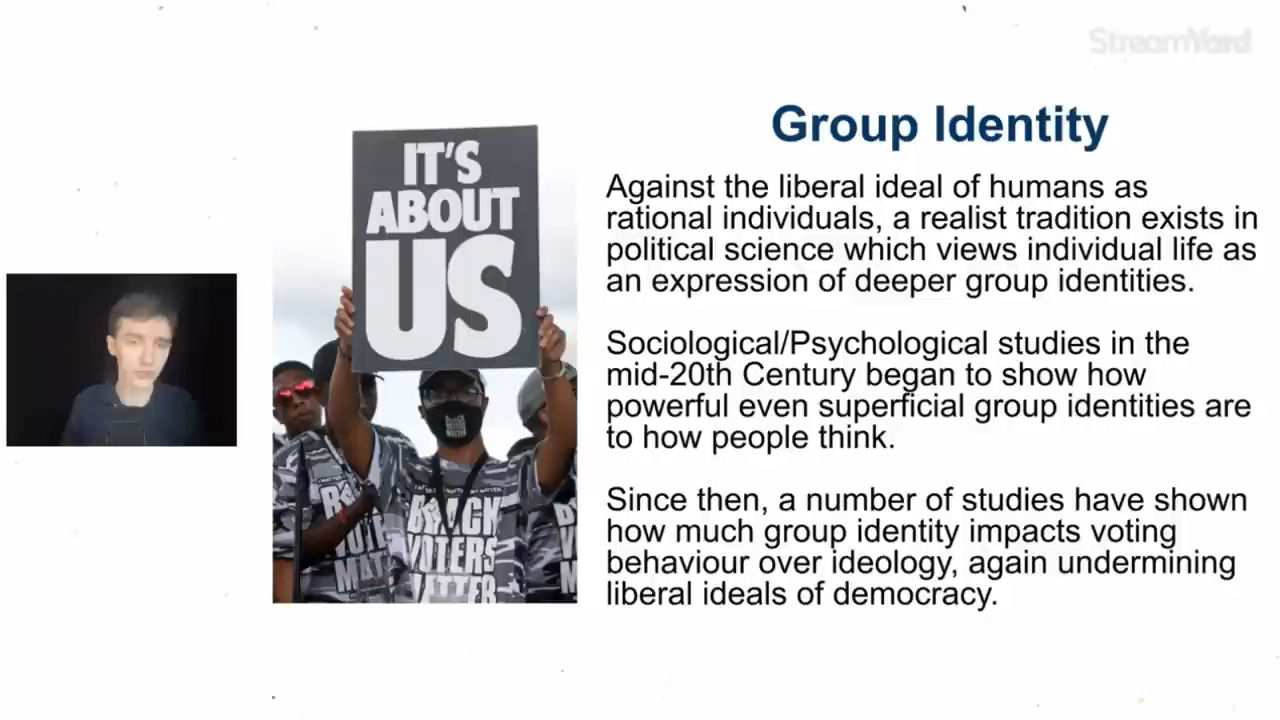 StreamYard
Group Identity
IT'S
ABOUT
US
Against the liberal ideal of humans as
rational individuals, a realist tradition exists in
political science which views individual life as
an expression of deeper group identities.
Sociological/Psychological studies in the
mid-20th Century began to show how
powerful even superficial group identities are
to how people think.
Since then, a number of studies have shown
how much group identity impacts voting
behaviour over ideology, again undermining
liberal ideals of democracy.
BLACK
VOTERS
MATTER